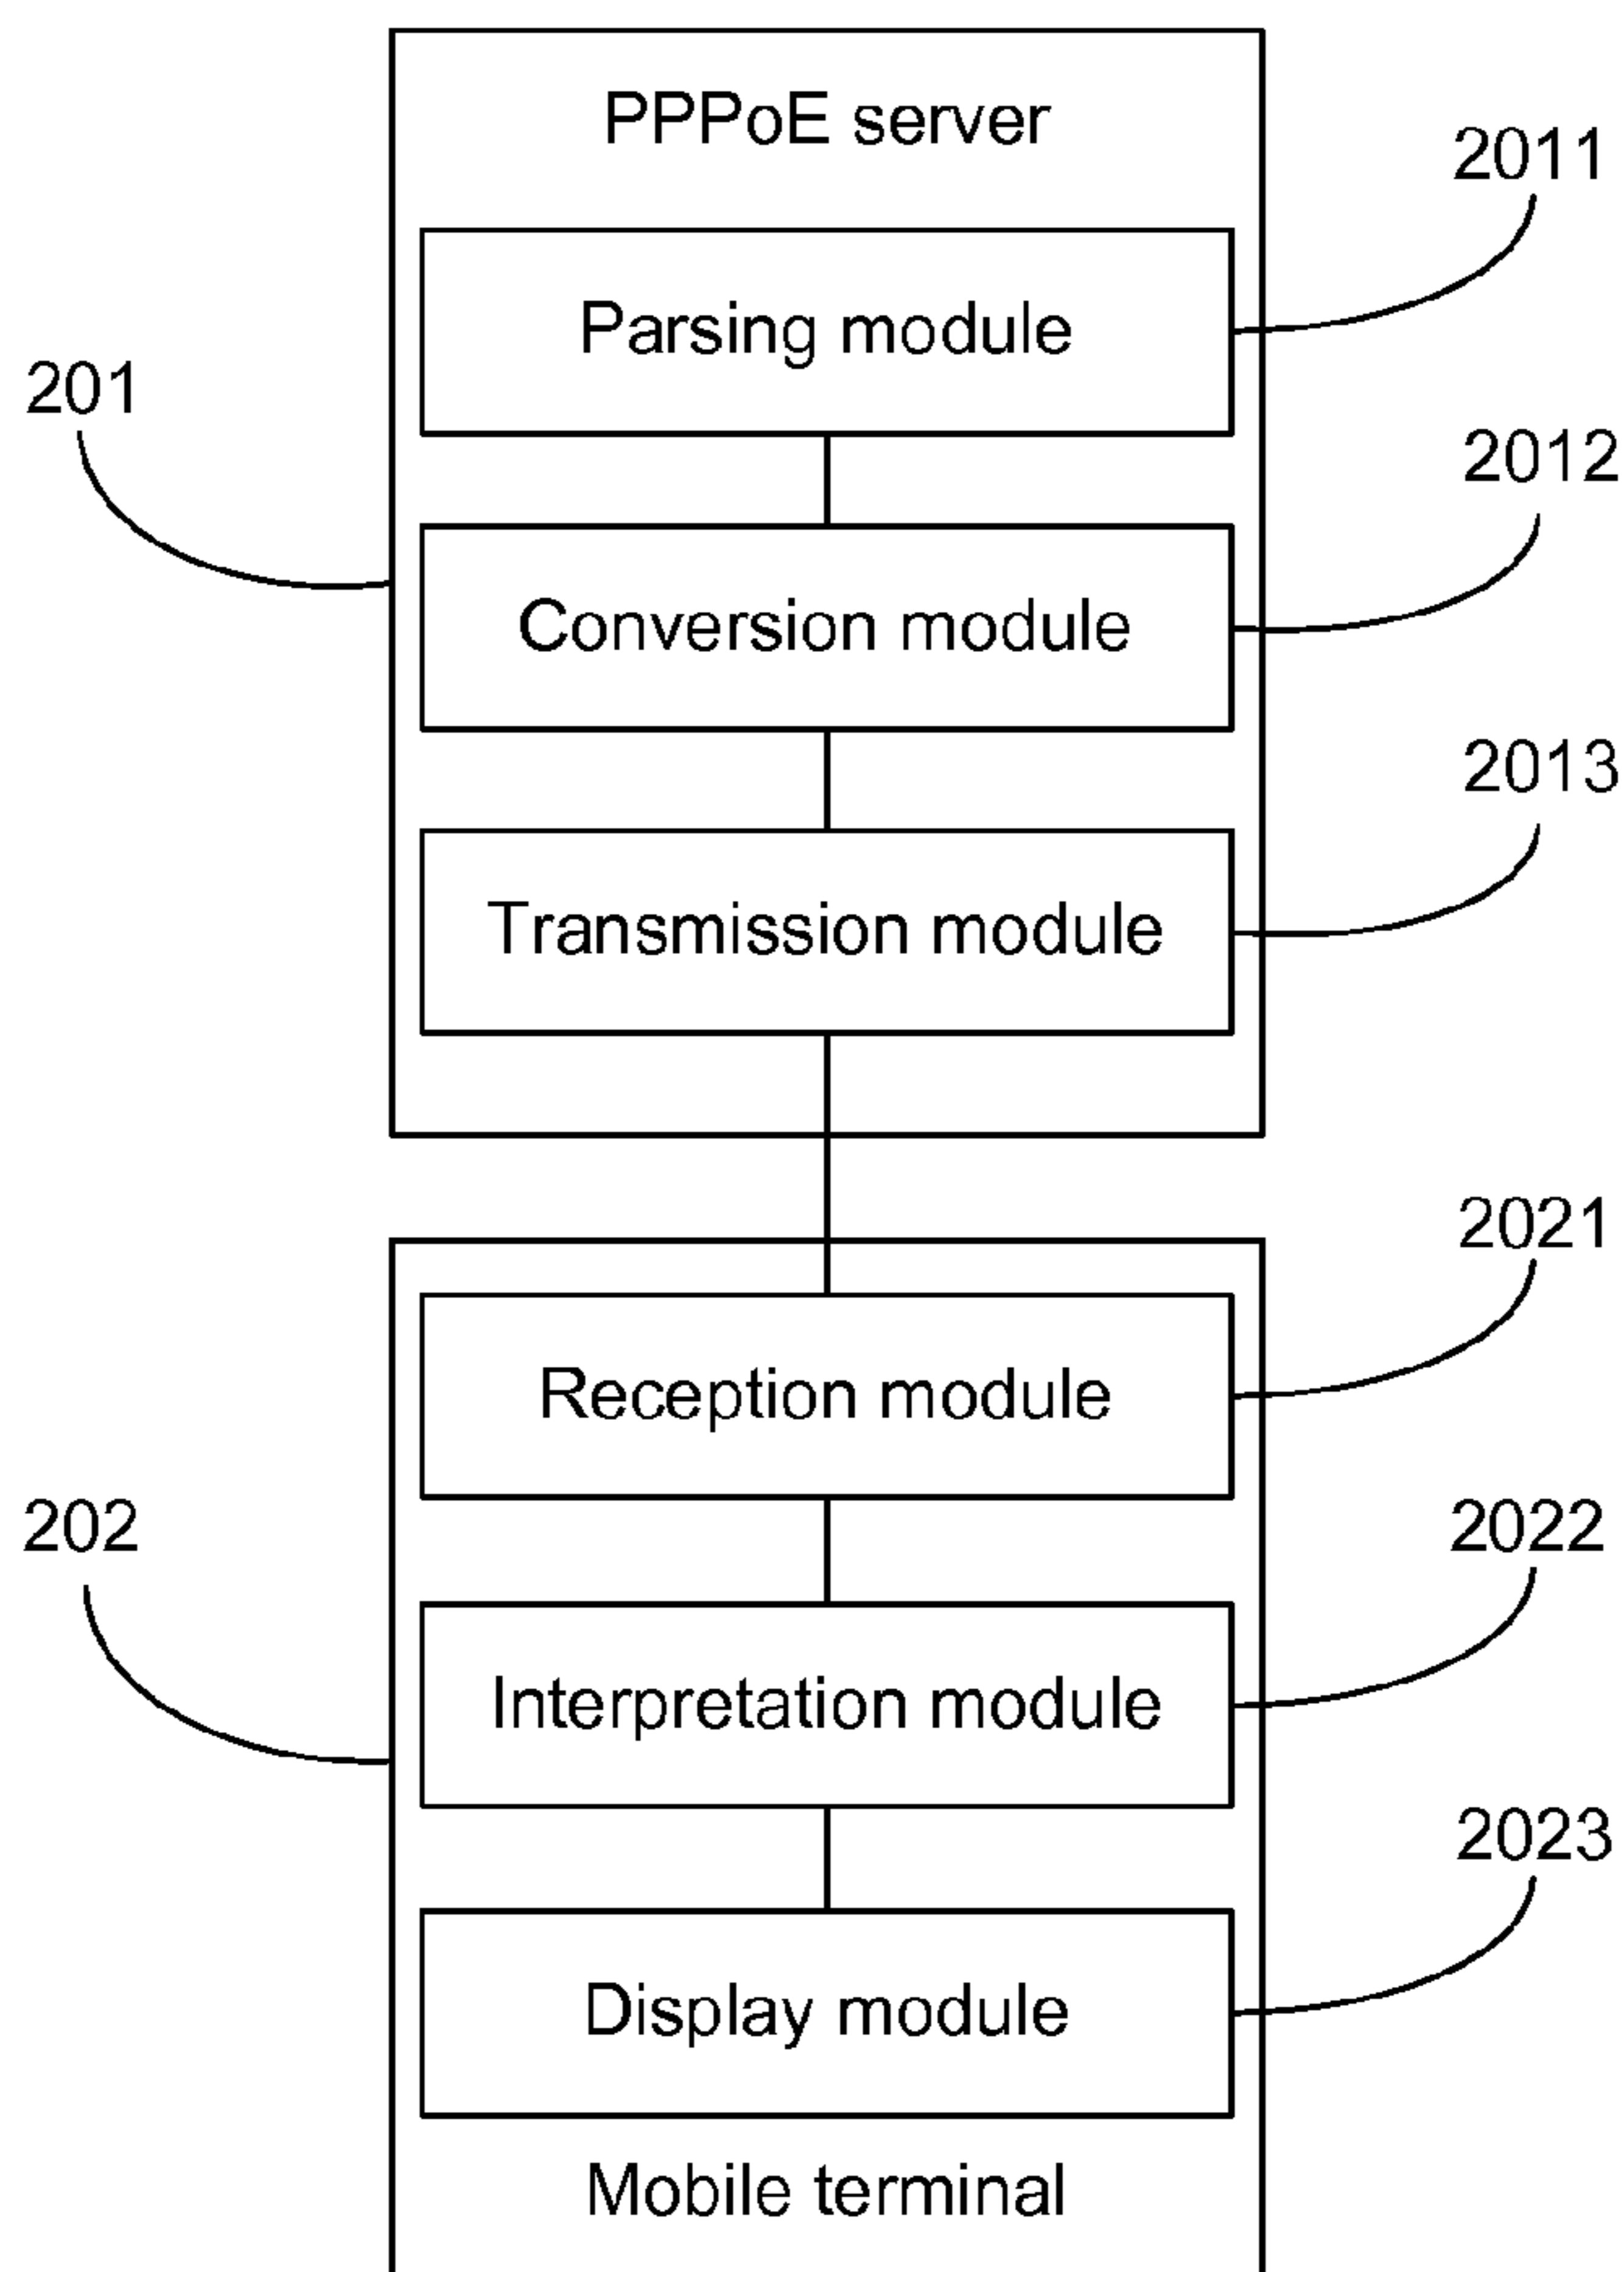 PPPoE server
2011
Parsing module
201
2012
Conversion module
2013
Transmission module
2021
Reception module
202
2022
Interpretation module
2023
Display module
Mobile terminal